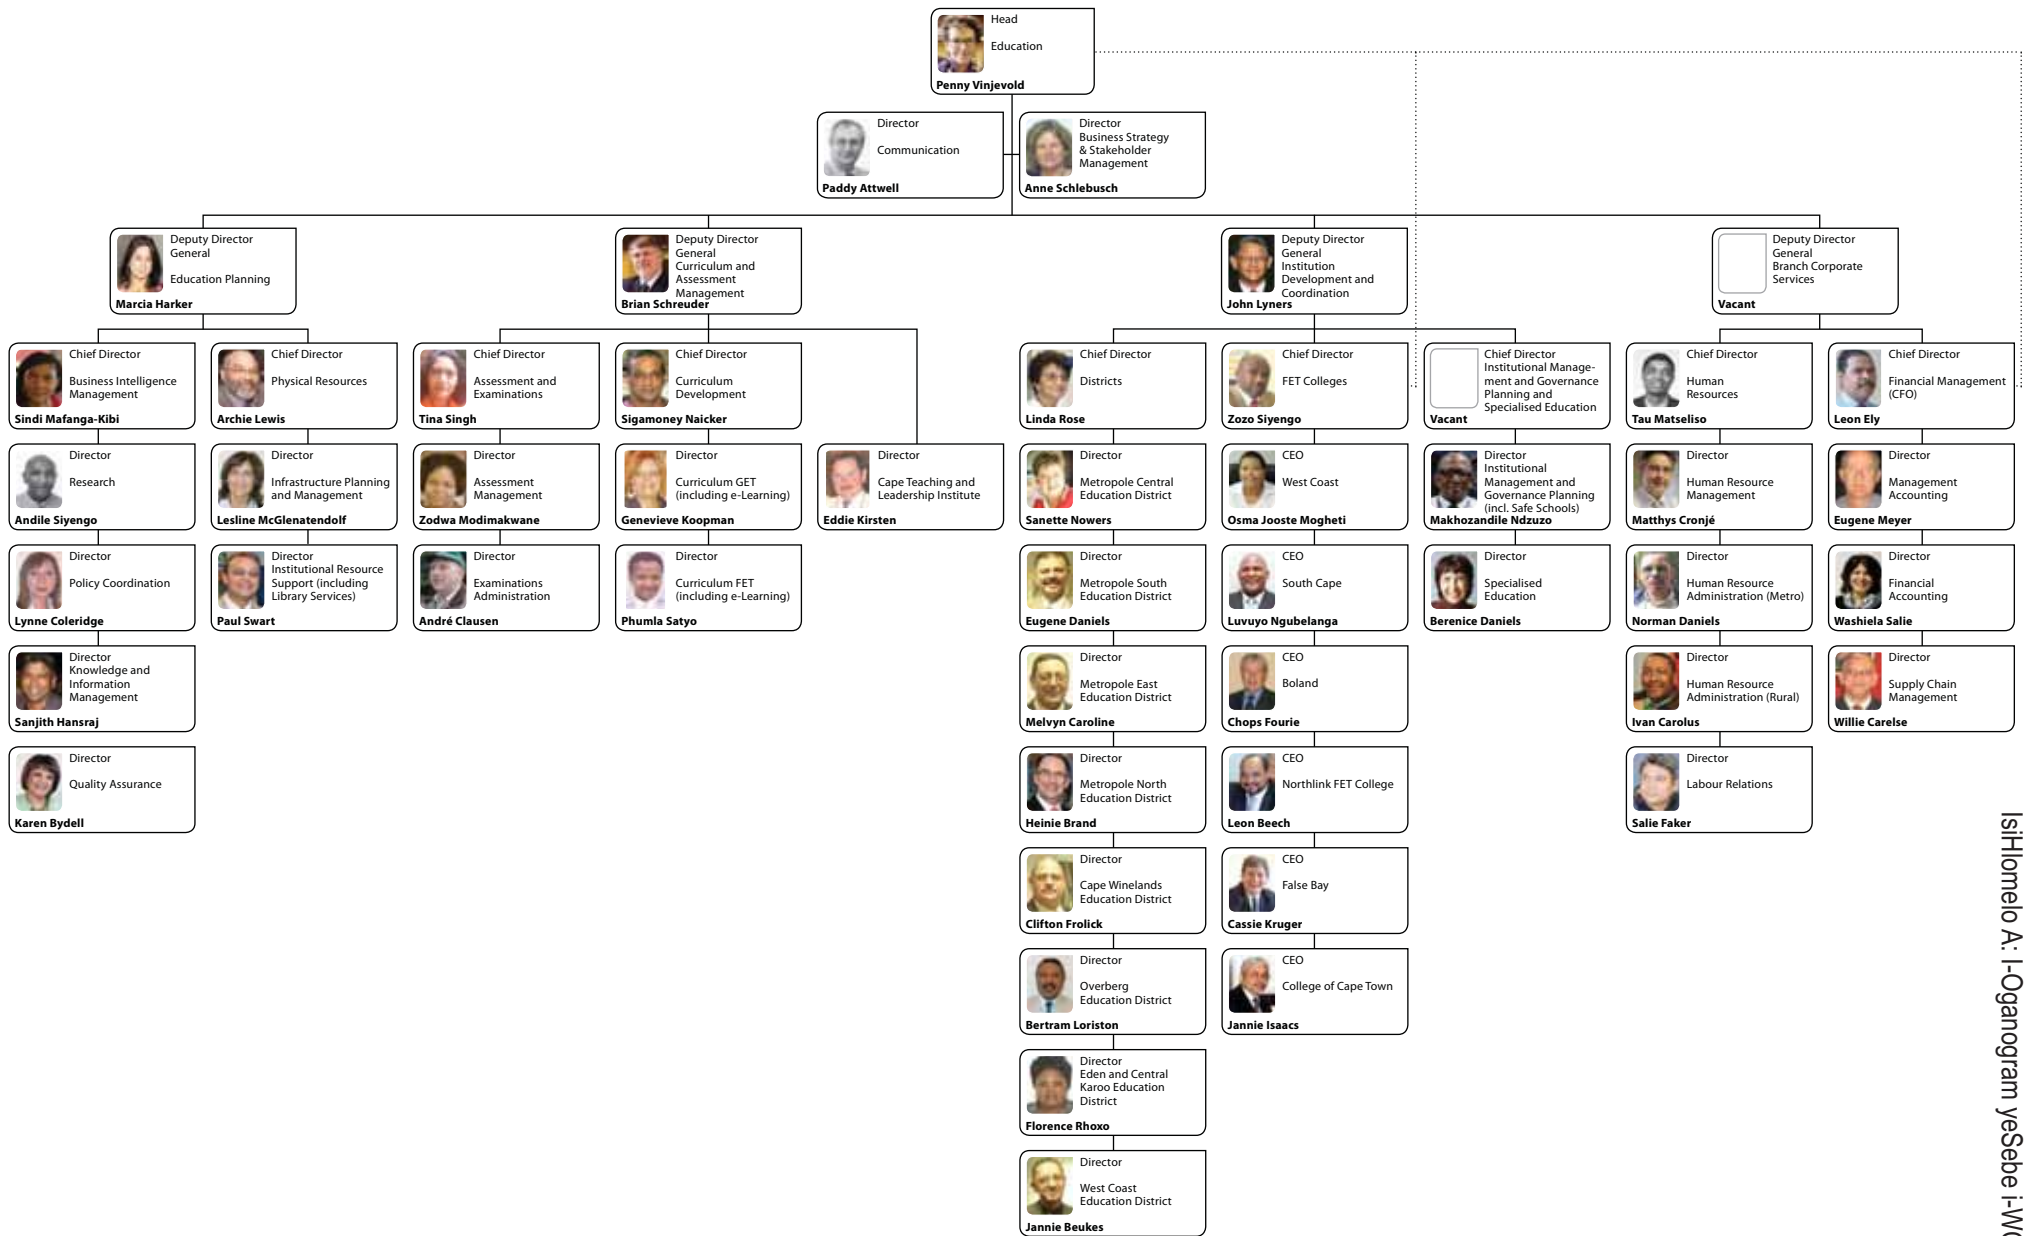 Head
Education
Penny Vinjevold
Director
Communication
Paddy Attwell
Director
Business Strategy
& Stakeholder
Management
Anne Schlebusch
Deputy Director
General
Education Planning
Marcia Harker
Deputy Director
General
Curriculum and
Assessment
Management
Brian Schreuder
Deputy Director
General
Institution
Development and
Coordination
John Lyners
Deputy Director
General
Branch Corporate
Services
Vacant
Chief Director
Business Intelligence
Management
Sindi Mafanga-Kibi
Chief Director
Physical Resources
Archie Lewis
Chief Director
Assessment and
Examinations
Tina Singh
Chief Director
Curriculum
Development
Sigamoney Naicker
Chief Director
Districts
Linda Rose
Chief Director
FET Colleges
Zozo Siyengo
Chief Director
Institutional Manage-
ment and Governance
Planning and
Specialised Education
Vacant
Chief Director
Human
Resources
Tau Matseliso
Chief Director
Financial Management
(CFO)
Leon Ely
Director
Research
Andile Siyengo
Director
Infrastructure Planning
and Management
Lesline McGlenatendolf
Director
Assessment
Management
Zodwa Modimakwane
Director
Curriculum GET
(including e-Learning)
Genevieve Koopman
Director
Cape Teaching and
Leadership Institute
Eddie Kirsten
Director
Metropole Central
Education District
Sanette Nowers
CEO
West Coast
Osma Jooste Mogheti
Director
Institutional
Management and
Governance Planning
(incl. Safe Schools)
Makhozandile Ndzuzo
Director
Human Resource
Management
Matthys Cronjé
Director
Management
Accounting
Eugene Meyer
Director
Policy Coordination
Lynne Coleridge
Director
Institutional Resource
Support (including
Library Services)
Paul Swart
Director
Examinations
Administration
André Clausen
Director
Curriculum FET
(including e-Learning)
Phumla Satyo
Director
Metropole South
Education District
Eugene Daniels
CEO
South Cape
Luvuyo Ngubelanga
Director
Specialised
Education
Berenice Daniels
Director
Human Resource
Administration (Metro)
Norman Daniels
Director
Financial
Accounting
Washiela Salie
Director
Knowledge and
Information
Management
Sanjith Hansraj
Director
Metropole East
Education District
Melvyn Caroline
CEO
Boland
Chops Fourie
Director
Human Resource
Administration (Rural)
Ivan Carolus
Director
Supply Chain
Management
Willie Carelse
Director
Quality Assurance
Karen Bydell
Director
Metropole North
Education District
Heinie Brand
CEO
Northlink FET College
Leon Beech
Director
Labour Relations
Salie Faker
Director
Cape Winelands
Education District
Clifton Frolick
CEO
False Bay
Cassie Kruger
Director
Overberg
Education District
Bertram Loriston
CEO
College of Cape Town
Jannie Isaacs
Director
Eden and Central
Karoo Education
District
Florence Rhoxo
Director
West Coast
Education District
Jannie Beukes
IsiHlomelo A: I-Oganogram yeSebe i-W